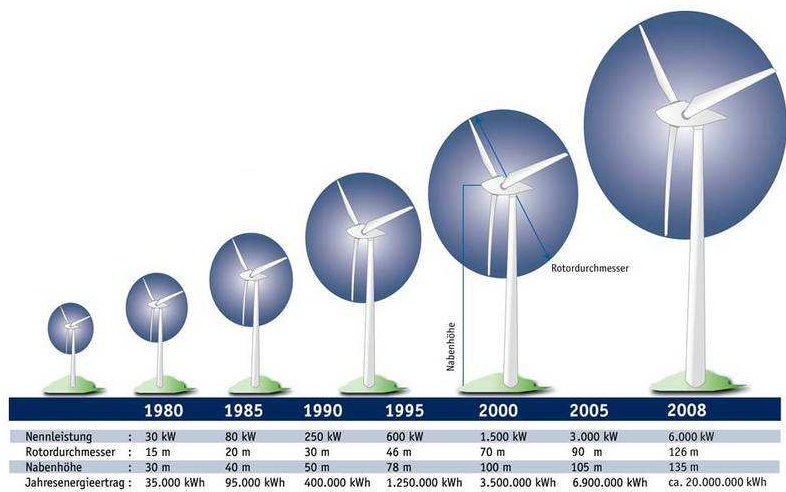 Rotordurchmesser
Nabenhöhe
1980 1985 1990 1995 2000 2005 2008
Nennleistung : 30 kW 80 kW 250 kW 600 kW 1.500 kW 3.000 kW 6.000 kW
Rotordurchmesser : 15 m 20 m 30 m 46 m 70 m 90 m 126 m
Nabenhöhe : 30 m 40 m 50 m 78 m 100 m 105 m 135 m
Jahresenergieertrag : 35.000 kWh 95.000 kWh 400.000 kWh 1.250.000 kWh 3.500.000 kWh 6.900.000 kWh ca. 20.000.000 kWh